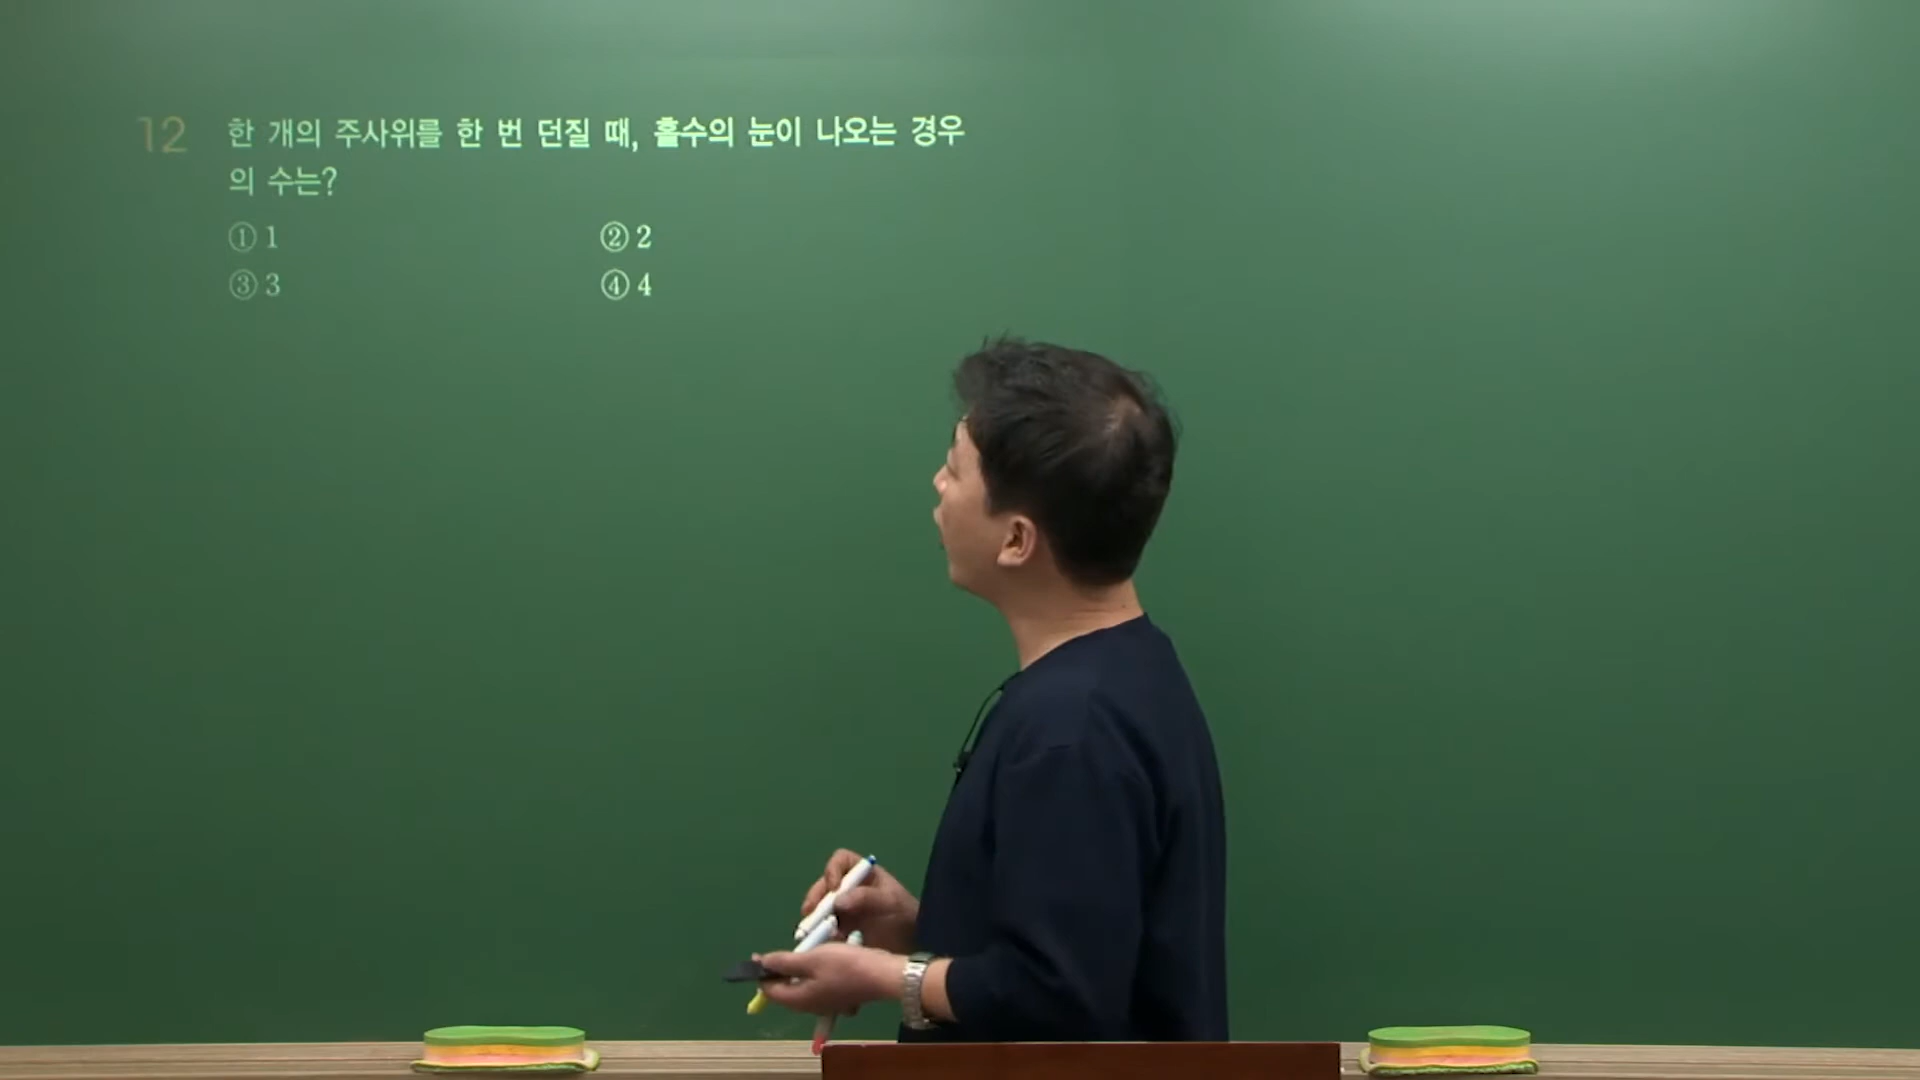 12 한 개의 주사위를 한 번 던질 때, 홀수의 눈이 나오는 경우
의 수는?
① 1 ② 2
③ 3 ④ 4